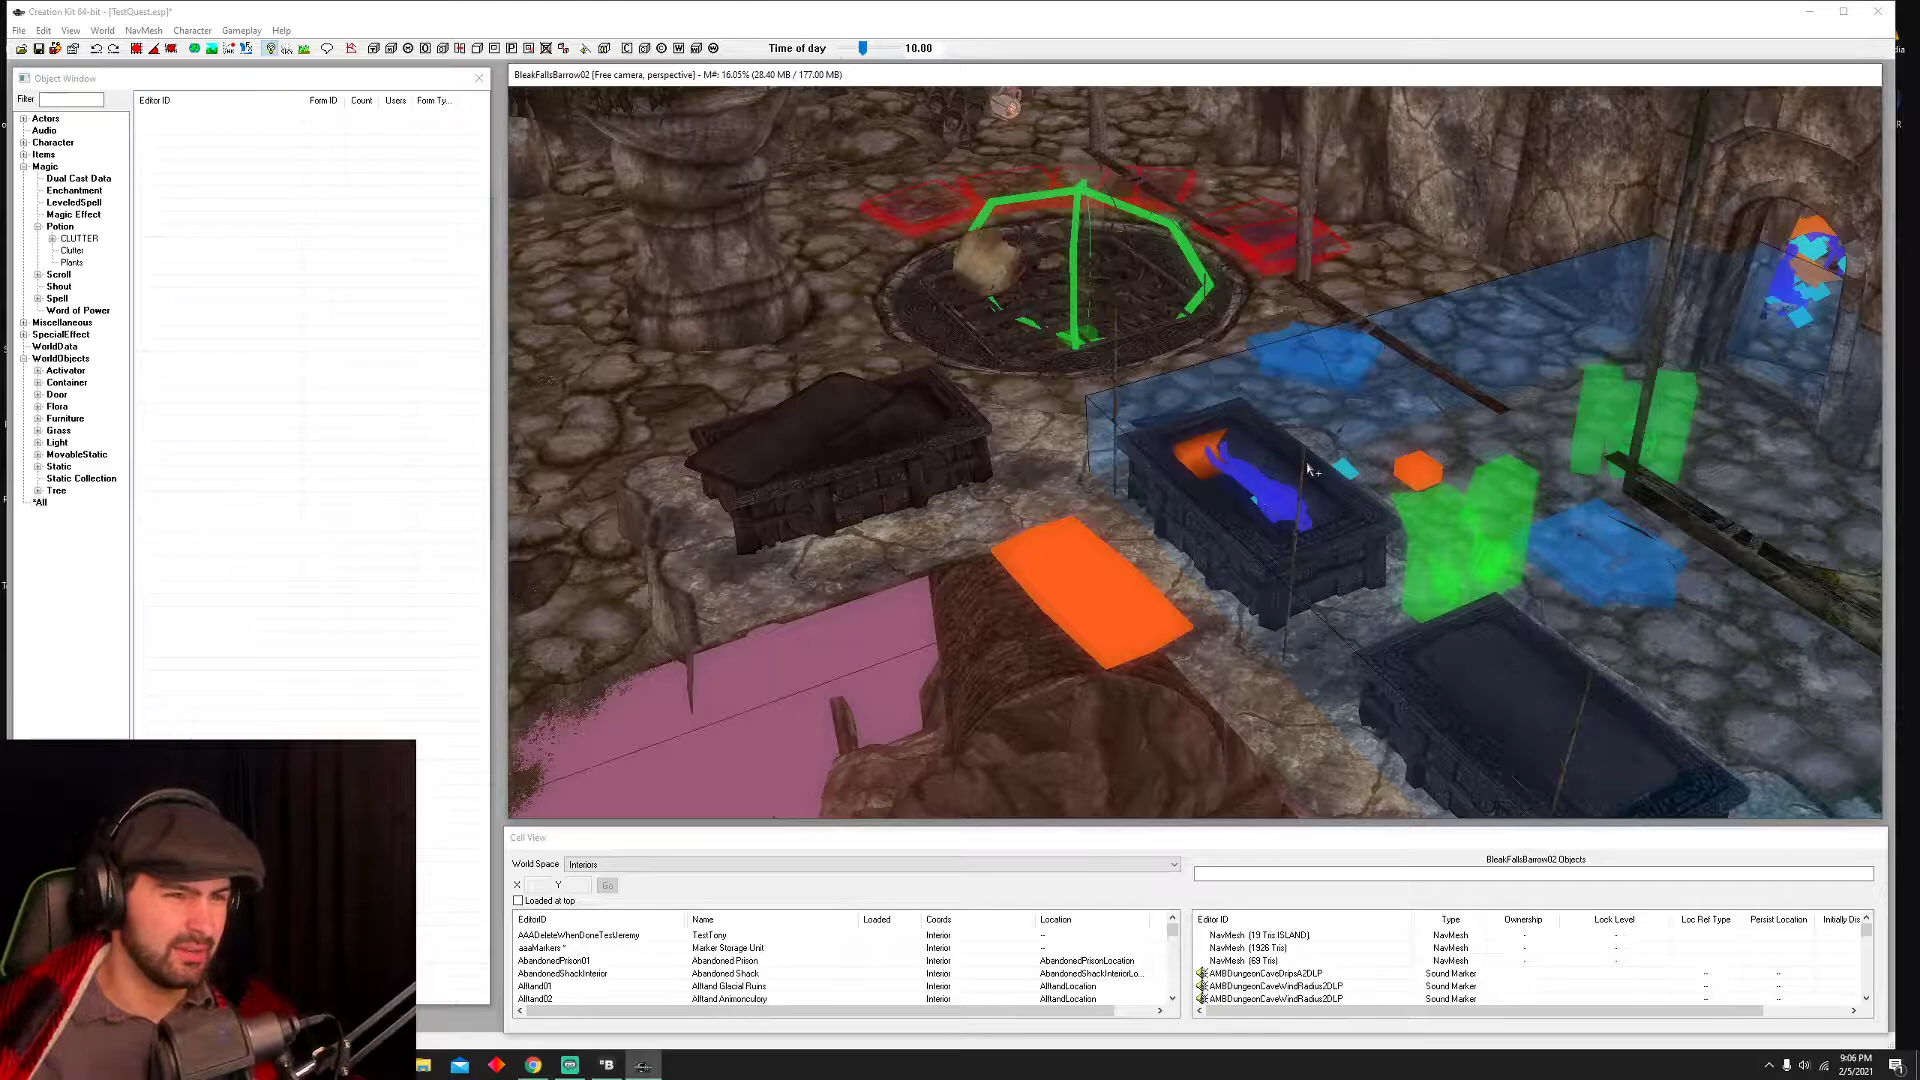 Creation Kit 64-bit - [TestQuest.esp]*
File Edit View World NavMesh Character Gameplay Help
Time of day 10.00
Object Window
Filter
Editor ID Form ID Count Users Form Ty...
Actors
Audio
Character
Items
Magic
Dual Cast Data
Enchantment
LeveledSpell
Magic Effect
Potion
CLUTTER
Clutter
Plants
Scroll
Shout
Spell
Word of Power
Miscellaneous
SpecialEffect
WorldData
WorldObjects
Activator
Container
Door
Flora
Furniture
Grass
Light
MovableStatic
Static
Static Collection
Tree
*All
BleakFallsBarrow02 [Free camera, perspective] - M#: 16.05% (28.40 MB / 177.00 MB)
Cell View
World Space Interiors
X Y Go
Loaded at top
EditorID Name Loaded Coords Location
AAADeleteWhenDoneTestJeremy TestTony Interior --
aaaMarkers * Marker Storage Unit Interior --
AbandonedPrison01 Abandoned Prison Interior AbandonedPrisonLocation
AbandonedShackInterior Abandoned Shack Interior AbandonedShackInteriorLo...
Alftand01 Alftand Glacial Ruins Interior AlftandLocation
Alftand02 Alftand Animonculory Interior AlftandLocation
BleakFallsBarrow02 Objects
Editor ID Type Ownership Lock Level Loc Ref Type Persist Location Initially Dis
NavMesh (19 Tris ISLAND) NavMesh - -
NavMesh (1926 Tris) NavMesh - -
NavMesh (69 Tris) NavMesh - -
AMBDungeonCaveDripsA2DLP Sound Marker -- --
AMBDungeonCaveWindRadius2DLP Sound Marker -- --
AMBDungeonCaveWindRadius2DLP Sound Marker -- --
9:06 PM
2/5/2021